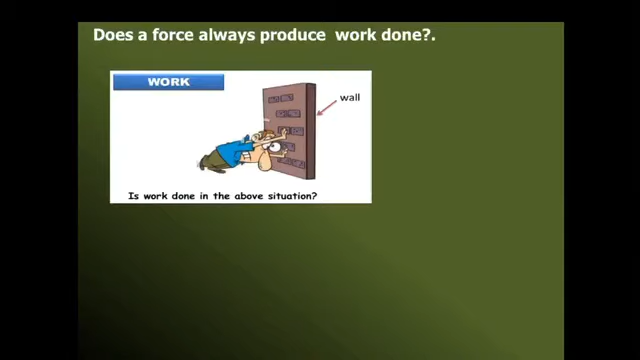 Does a force always produce  work done?.
WORK
wall
Is work done in the above situation?